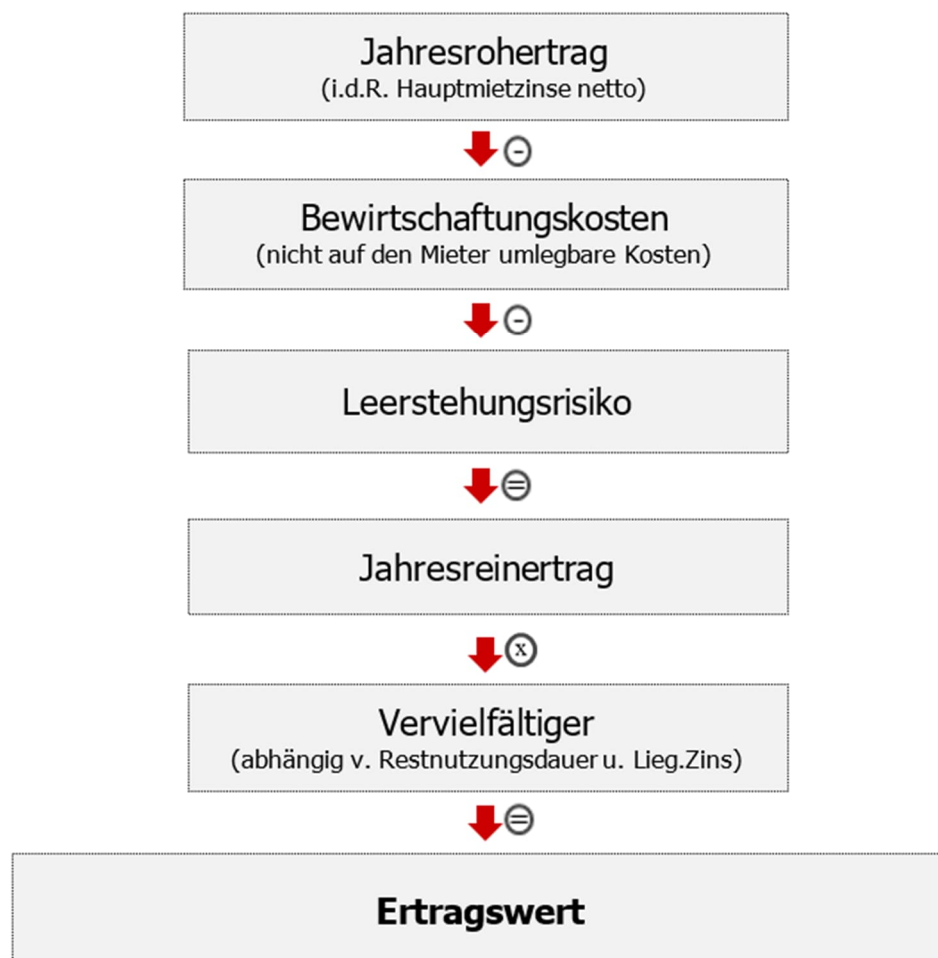 Jahresrohertrag
(i.d.R. Hauptmietzinse netto)
-
Bewirtschaftungskosten
(nicht auf den Mieter umlegbare Kosten)
-
Leerstehungsrisiko
=
Jahresreinertrag
x
Vervielfältiger
(abhängig v. Restnutzungsdauer u. Lieg.Zins)
=
Ertragswert